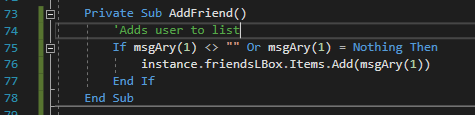 73 Private Sub AddFriend()
74 'Adds user to list
75 If msgAry(1) <> "" Or msgAry(1) = Nothing Then
76 instance.friendsLBox.Items.Add(msgAry(1))
77 End If
78 End Sub